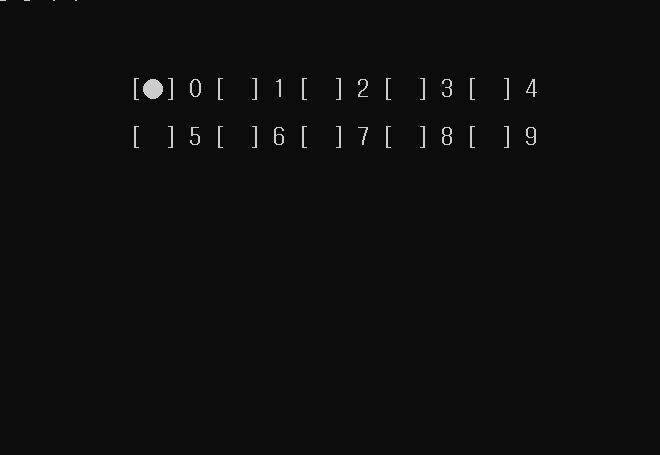 [●] 0 [ ] 1 [ ] 2 [ ] 3 [ ] 4
[ ] 5 [ ] 6 [ ] 7 [ ] 8 [ ] 9